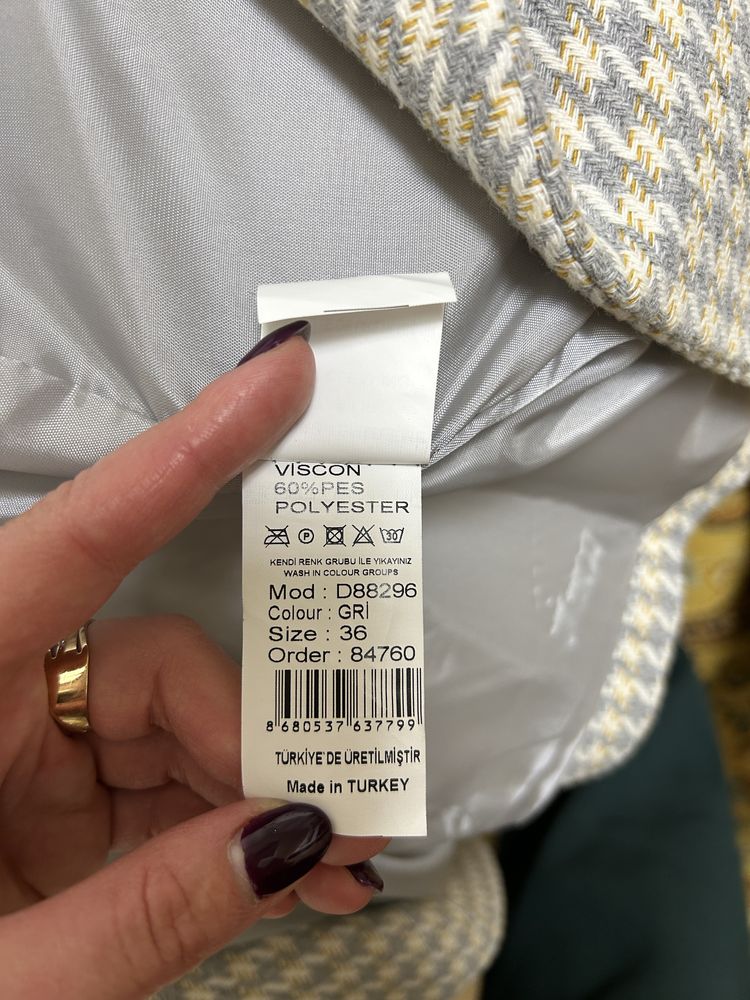 VISCON
60%PES
POLYESTER
P 30
KENDİ RENK GRUBU İLE YIKAYINIZ
WASH IN COLOUR GROUPS
Mod : D88296
Colour : GRİ
Size : 36
Order : 84760
8 680537 637799
TÜRKİYE'DE ÜRETİLMİŞTİR
Made in TURKEY